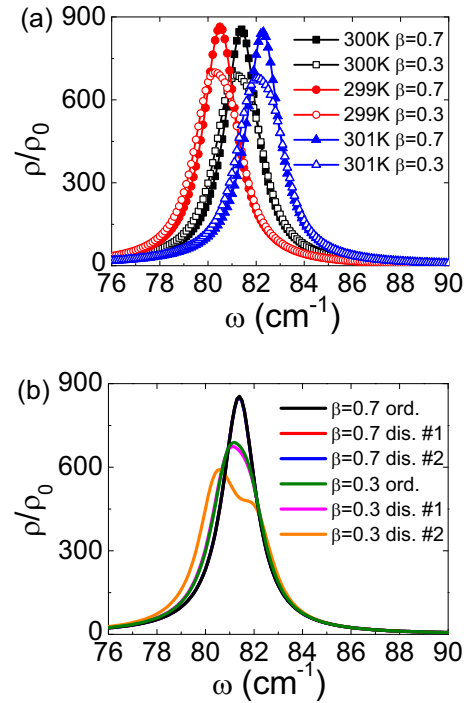 (a)
900
600
300
0
ρ/ρ₀
300K β=0.7
300K β=0.3
299K β=0.7
299K β=0.3
301K β=0.7
301K β=0.3
76 78 80 82 84 86 88 90
ω (cm⁻¹)
(b)
900
600
300
0
ρ/ρ₀
β=0.7 ord.
β=0.7 dis. #1
β=0.7 dis. #2
β=0.3 ord.
β=0.3 dis. #1
β=0.3 dis. #2
76 78 80 82 84 86 88 90
ω (cm⁻¹)